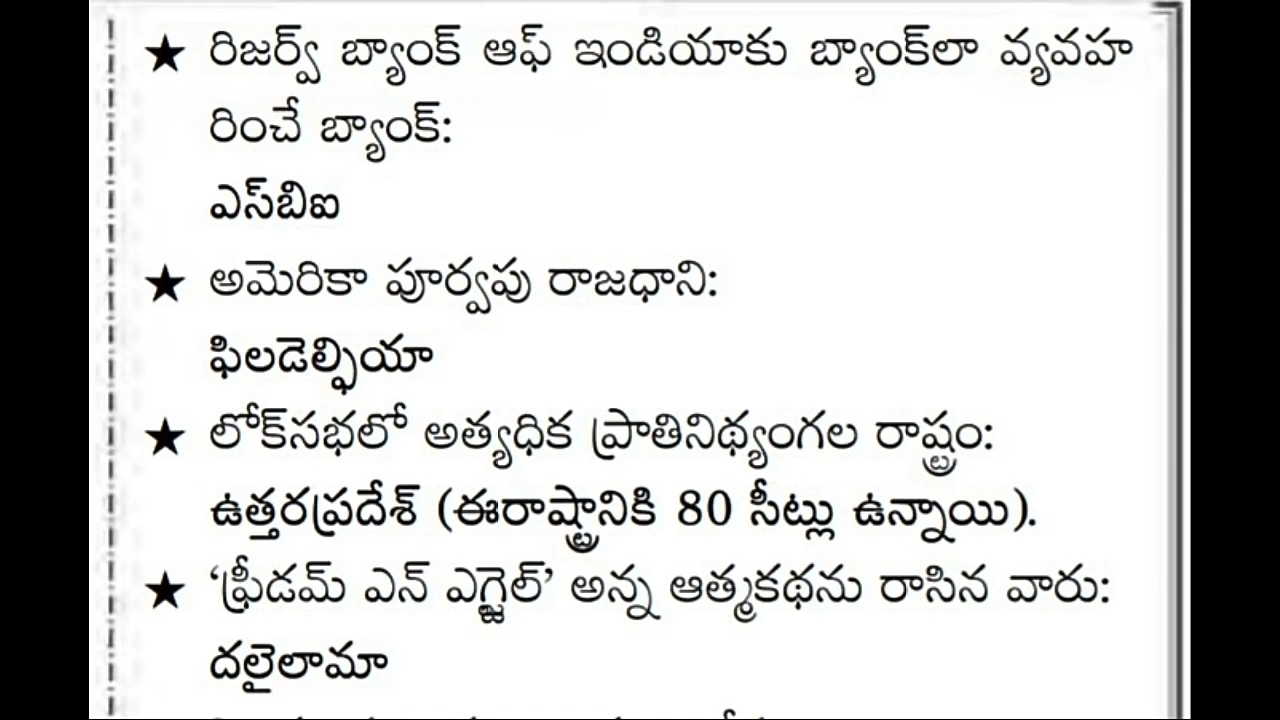 ★ రిజర్వ్ బ్యాంక్ ఆఫ్ ఇండియాకు బ్యాంక్‌లా వ్యవహ
రించే బ్యాంక్:
ఎస్‌బిఐ
★ అమెరికా పూర్వపు రాజధాని:
ఫిలడెల్ఫియా
★ లోక్‌సభలో అత్యధిక ప్రాతినిథ్యంగల రాష్ట్రం:
ఉత్తరప్రదేశ్ (ఈరాష్ట్రానికి 80 సీట్లు ఉన్నాయి).
★ ‘ఫ్రీడమ్ ఎన్ ఎగ్జైల్’ అన్న ఆత్మకథను రాసిన వారు:
దలైలామా